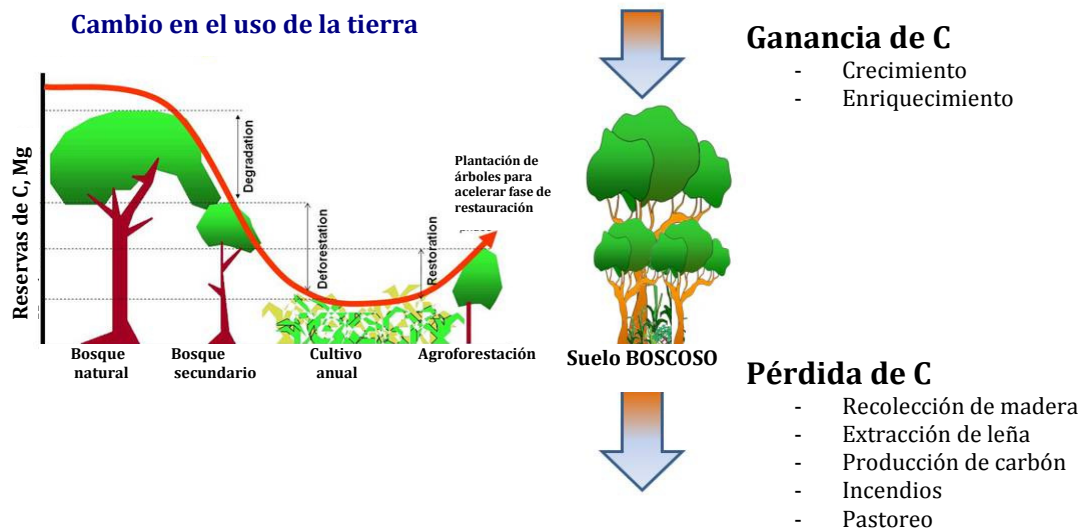 Cambio en el uso de la tierra
Reservas de C, Mg
Degradation
Deforestation
Restoration
Plantación de
árboles para
acelerar fase de
restauración
Bosque
natural
Bosque
secundario
Cultivo
anual
Agroforestación
Suelo BOSCOSO
Ganancia de C
- Crecimiento
- Enriquecimiento
Pérdida de C
- Recolección de madera
- Extracción de leña
- Producción de carbón
- Incendios
- Pastoreo